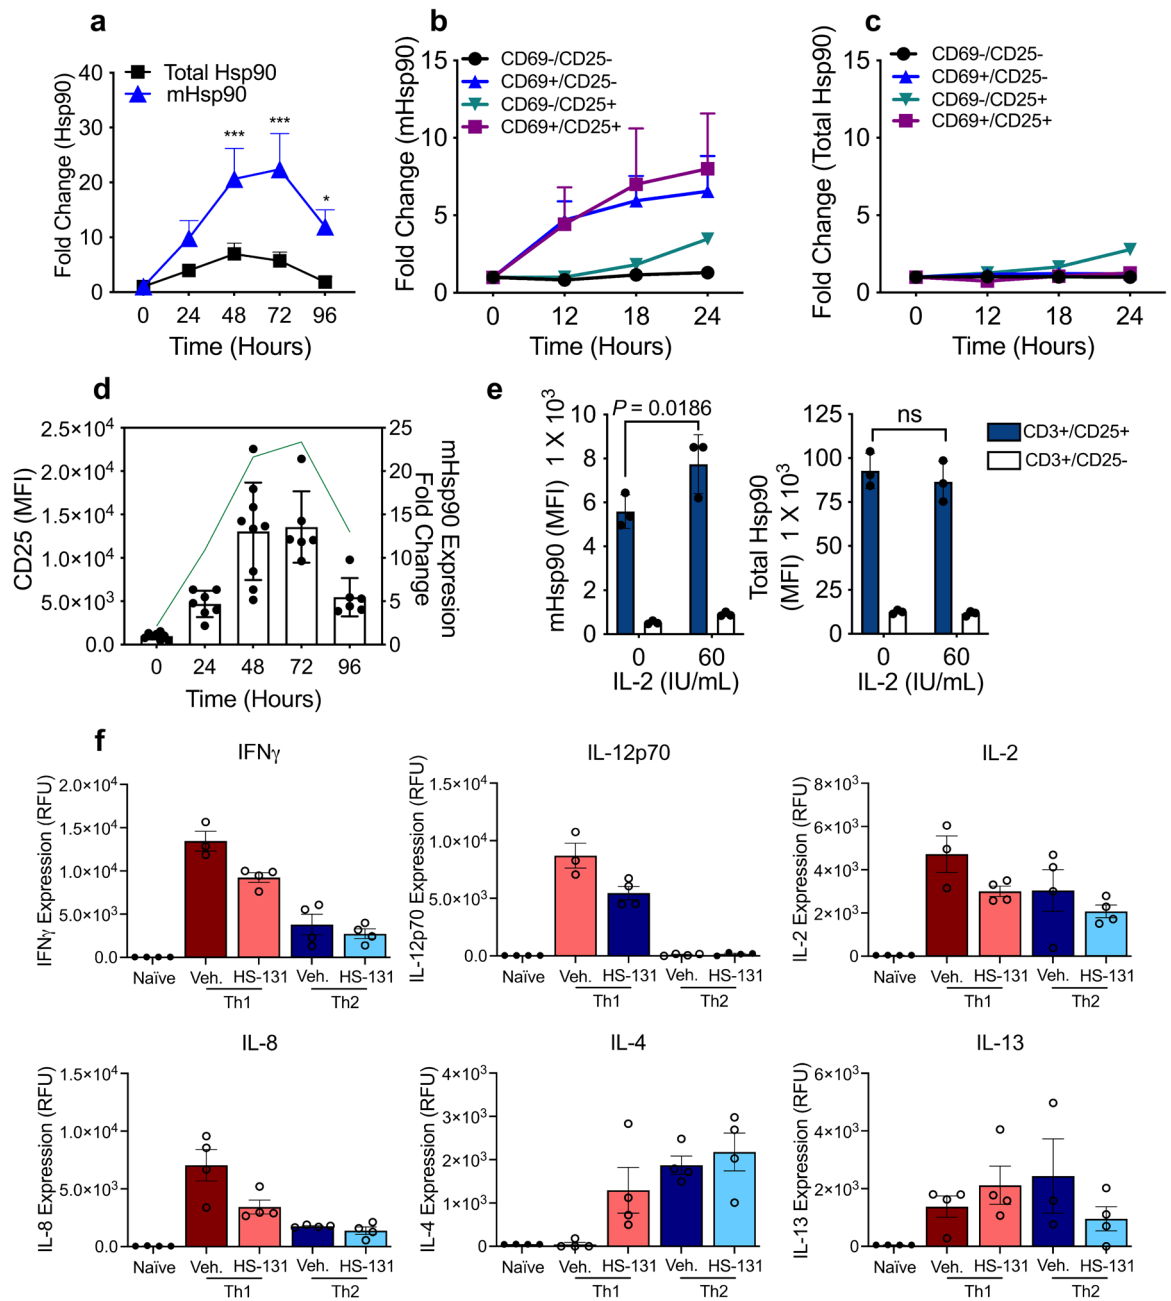 a
Fold Change (Hsp90)
40
30
20
10
0
Total Hsp90
mHsp90
***
***
*
0 24 48 72 96
Time (Hours)
b
Fold Change (mHsp90)
15
10
5
0
CD69-/CD25-
CD69+/CD25-
CD69-/CD25+
CD69+/CD25+
0 12 18 24
Time (Hours)
c
Fold Change (Total Hsp90)
15
10
5
0
CD69-/CD25-
CD69+/CD25-
CD69-/CD25+
CD69+/CD25+
0 12 18 24
Time (Hours)
d
CD25 (MFI)
2.5×10⁴
2.0×10⁴
1.5×10⁴
1.0×10⁴
5.0×10³
0.0
25
20
15
10
5
0
mHsp90 Expresion
Fold Change
0 24 48 72 96
Time (Hours)
e
mHsp90 (MFI) 1 X 10³
10
8
6
4
2
0
P = 0.0186
0 60
IL-2 (IU/mL)
Total Hsp90
(MFI) 1 X 10³
125
100
75
50
25
0
ns
0 60
IL-2 (IU/mL)
CD3+/CD25+
CD3+/CD25-
f
IFNγ
IFNγ Expression (RFU)
2.0×10⁴
1.5×10⁴
1.0×10⁴
5.0×10³
0.0
Naïve Veh. HS-131 Veh. HS-131
Th1 Th2
IL-12p70
IL-12p70 Expression (RFU)
1.5×10⁴
1.0×10⁴
5.0×10³
0.0
Naïve Veh. HS-131 Veh. HS-131
Th1 Th2
IL-2
IL-2 Expression (RFU)
8×10³
6×10³
4×10³
2×10³
0
Naïve Veh. HS-131 Veh. HS-131
Th1 Th2
IL-8
IL-8 Expression (RFU)
1.5×10⁴
1.0×10⁴
5.0×10³
0.0
Naïve Veh. HS-131 Veh. HS-131
Th1 Th2
IL-4
IL-4 Expression (RFU)
4×10³
3×10³
2×10³
1×10³
0
Naïve Veh. HS-131 Veh. HS-131
Th1 Th2
IL-13
IL-13 Expression (RFU)
6×10³
4×10³
2×10³
0
Naïve Veh. HS-131 Veh. HS-131
Th1 Th2